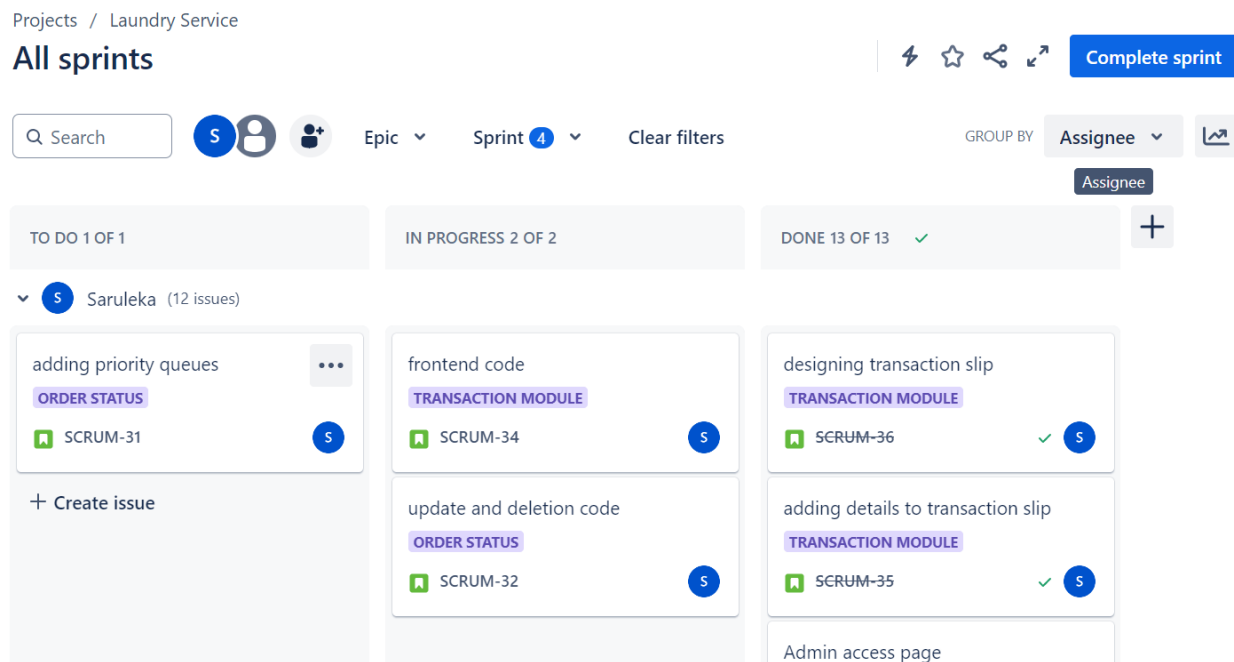 Projects / Laundry Service
All sprints
Complete sprint
Search
S
Epic
Sprint 4
Clear filters
GROUP BY
Assignee
Assignee
TO DO 1 OF 1
IN PROGRESS 2 OF 2
DONE 13 OF 13
S Saruleka (12 issues)
adding priority queues
ORDER STATUS
SCRUM-31 S
+ Create issue
frontend code
TRANSACTION MODULE
SCRUM-34 S
update and deletion code
ORDER STATUS
SCRUM-32 S
designing transaction slip
TRANSACTION MODULE
SCRUM-36 S
adding details to transaction slip
TRANSACTION MODULE
SCRUM-35 S
Admin access page